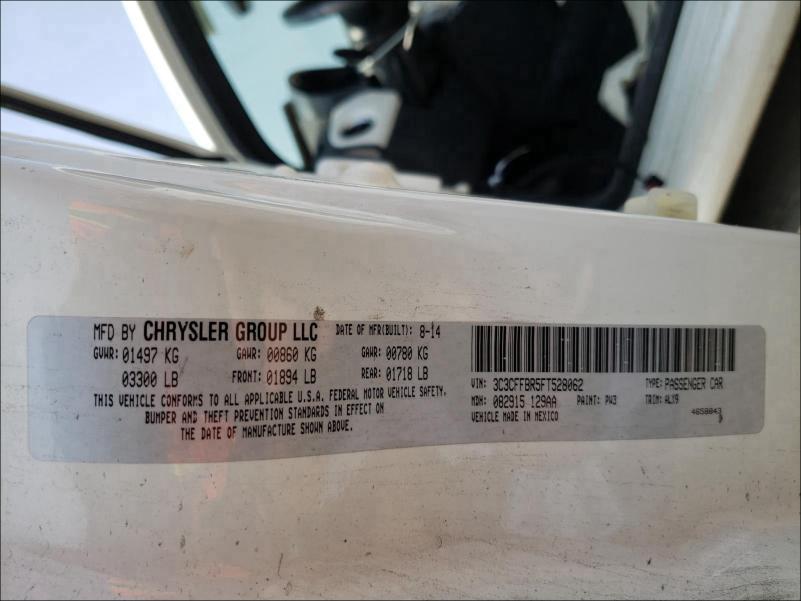 MFD BY CHRYSLER GROUP LLC DATE OF MFR(BUILT): 8-14
GVWR: 01497 KG GAWR: 00860 KG GAWR: 00780 KG
03300 LB FRONT: 01894 LB REAR: 01718 LB
THIS VEHICLE CONFORMS TO ALL APPLICABLE U.S.A. FEDERAL MOTOR VEHICLE SAFETY,
BUMPER AND THEFT PREVENTION STANDARDS IN EFFECT ON
THE DATE OF MANUFACTURE SHOWN ABOVE.
VIN: 3C3CFFBR5FT528062 TYPE: PASSENGER CAR
MDH: 082915 129AA PAINT: PW3 TRIM: ALX9
VEHICLE MADE IN MEXICO 4658043